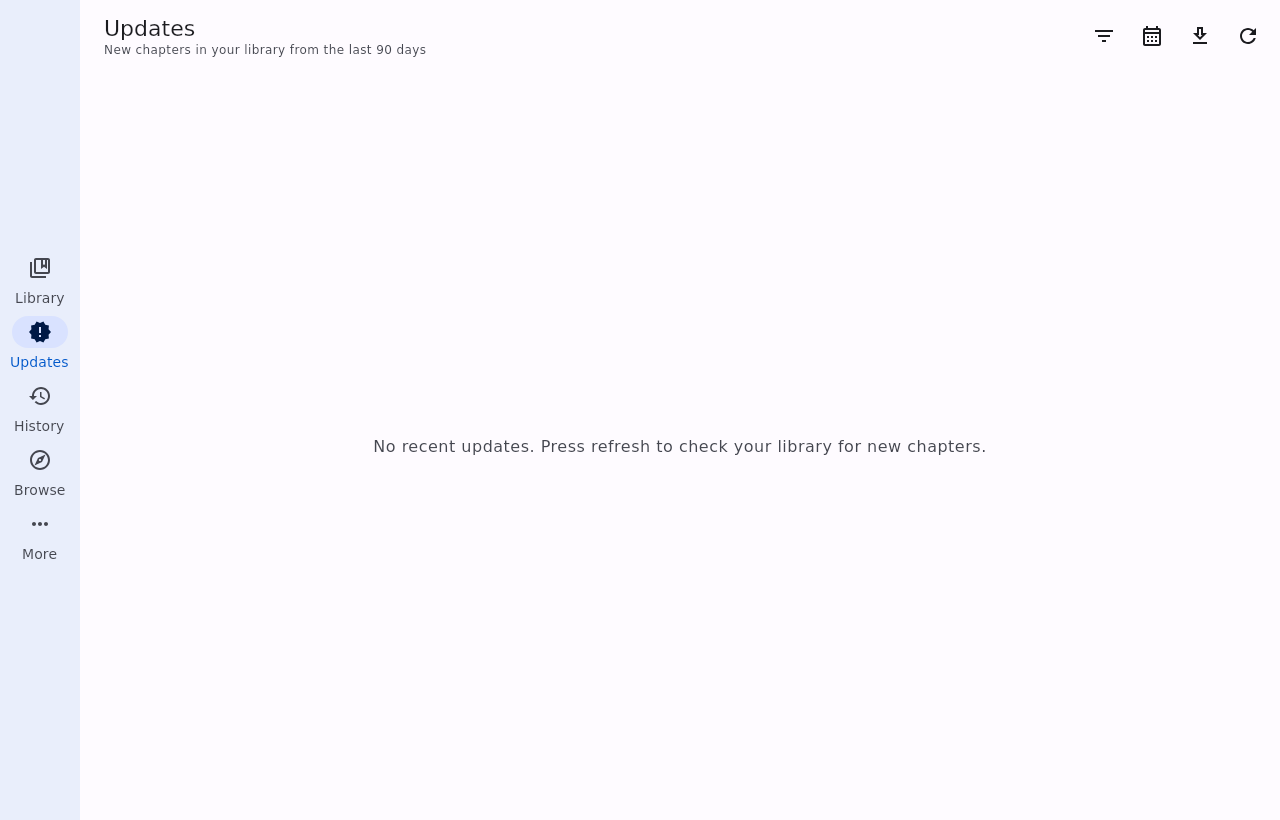 Updates
New chapters in your library from the last 90 days
Library
Updates
History
Browse
More
No recent updates. Press refresh to check your library for new chapters.